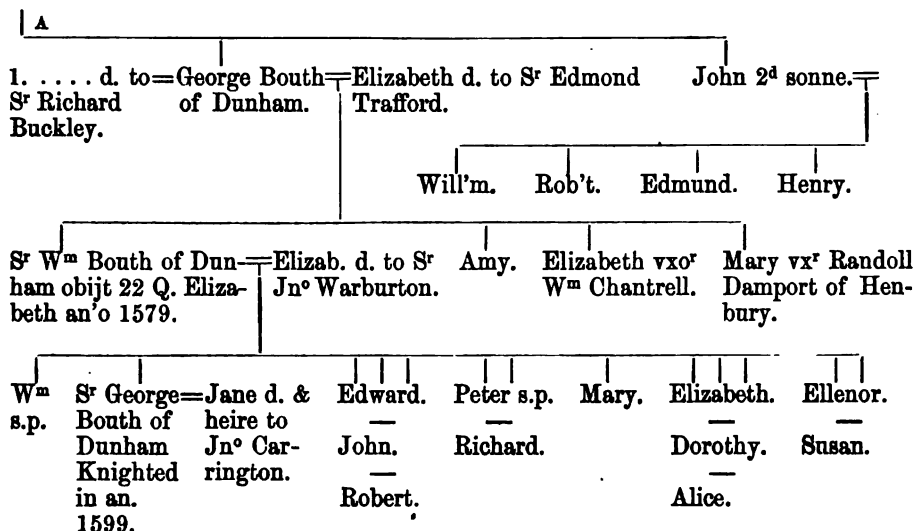 A
1. . . . . . d. to=George Bouth=Elizabeth d. to Sʳ Edmond John 2ᵈ sonne.=
Sʳ Richard of Dunham. Trafford.
Buckley.
Will'm. Rob't. Edmund. Henry.
Sʳ Wᵐ Bouth of Dun-=Elizab. d. to Sʳ Amy. Elizabeth vxoʳ Mary vxʳ Randoll
ham obijt 22 Q. Eliza- Jnᵒ Warburton. Wᵐ Chantrell. Damport of Hen-
beth an'o 1579. bury.
Wᵐ Sʳ George=Jane d. & Edward. Peter s.p. Mary. Elizabeth. Ellenor.
s.p. Bouth of heire to — — — —
Dunham Jnᵒ Car- John. Richard. Dorothy. Susan.
Knighted rington. — —
in an. Robert. Alice.
1599.